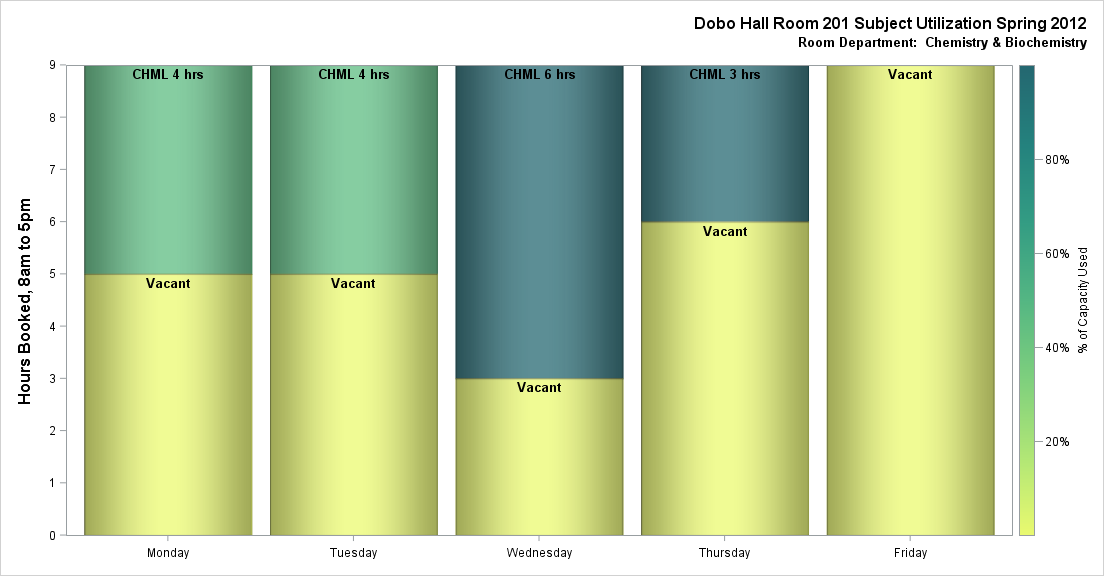 Dobo Hall Room 201 Subject Utilization Spring 2012
Room Department:  Chemistry & Biochemistry
Hours Booked, 8am to 5pm
9
8
7
6
5
4
3
2
1
0
CHML 4 hrs
Vacant
CHML 4 hrs
Vacant
CHML 6 hrs
Vacant
CHML 3 hrs
Vacant
Vacant
Monday
Tuesday
Wednesday
Thursday
Friday
80%
60%
40%
20%
% of Capacity Used